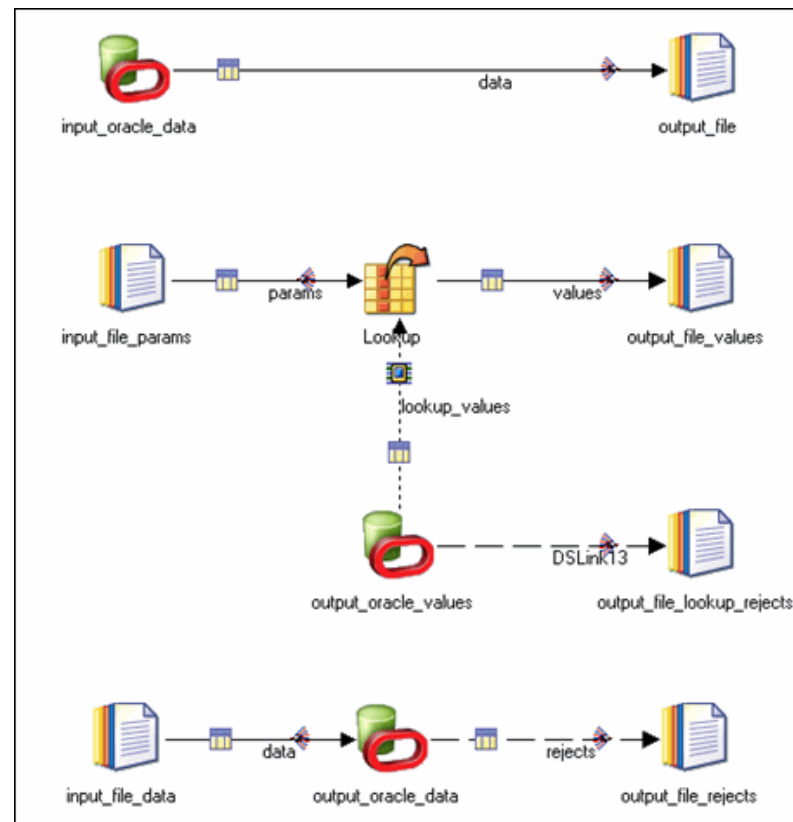 data
input_oracle_data
output_file
params
values
input_file_params
Lookup
output_file_values
lookup_values
DSLink13
output_oracle_values
output_file_lookup_rejects
data
rejects
input_file_data
output_oracle_data
output_file_rejects